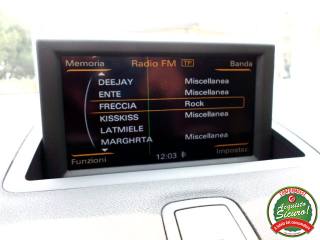 Memoria Radio FM TP Banda
DEEJAY Miscellanea
ENTE Miscellanea
FRECCIA Rock
KISSKISS Miscellanea
LATMIELE
MARGHRTA Miscellanea
Funzioni 12:03 Impostaz.
Acquisto
Sicuro!